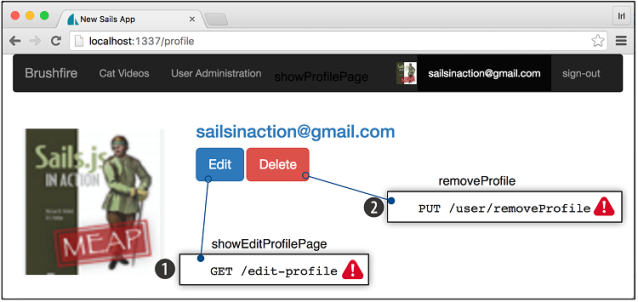 New Sails App
lrl
localhost:1337/profile
Brushfire Cat Videos User Administration showProfilePage sailsinaction@gmail.com sign-out
sailsinaction@gmail.com
Sails.js
IN ACTION
MEAP
Edit Delete
removeProfile
2 PUT /user/removeProfile
showEditProfilePage
1 GET /edit-profile